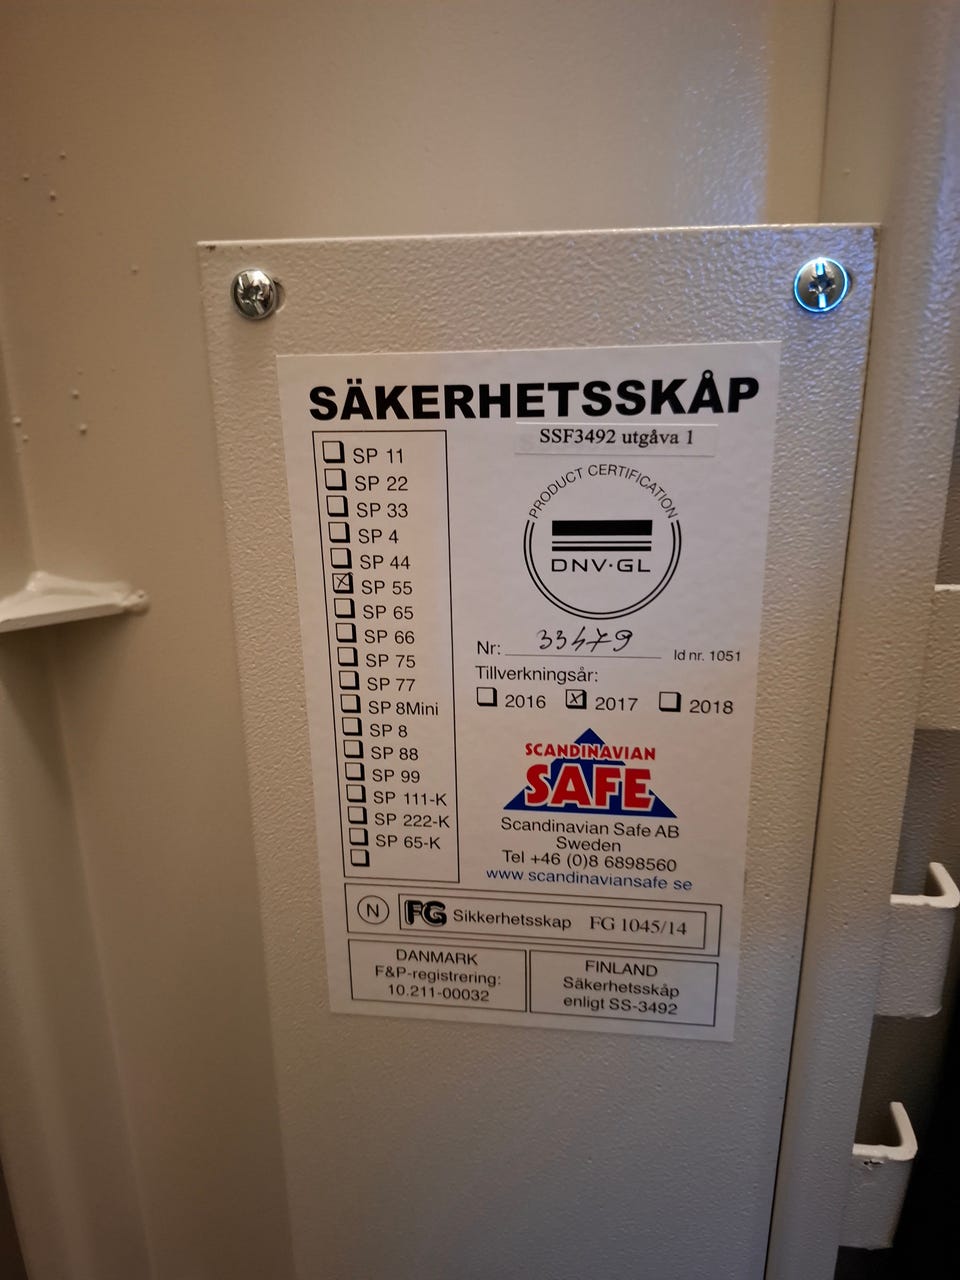 SÄKERHETSSKÅP
SSF3492 utgåva 1
SP 11
SP 22
SP 33
SP 4
SP 44
SP 55
SP 65
SP 66
SP 75
SP 77
SP 8Mini
SP 8
SP 88
SP 99
SP 111-K
SP 222-K
SP 65-K
PRODUCT CERTIFICATION
DNV·GL
Nr: 33479 Id nr. 1051
Tillverkningsår:
2016 2017 2018
SCANDINAVIAN
SAFE
Scandinavian Safe AB
Sweden
Tel +46 (0)8 6898560
www scandinaviansafe se
N FG Sikkerhetsskap FG 1045/14
DANMARK
F&P-registrering:
10.211-00032
FINLAND
Säkerhetsskåp
enligt SS-3492